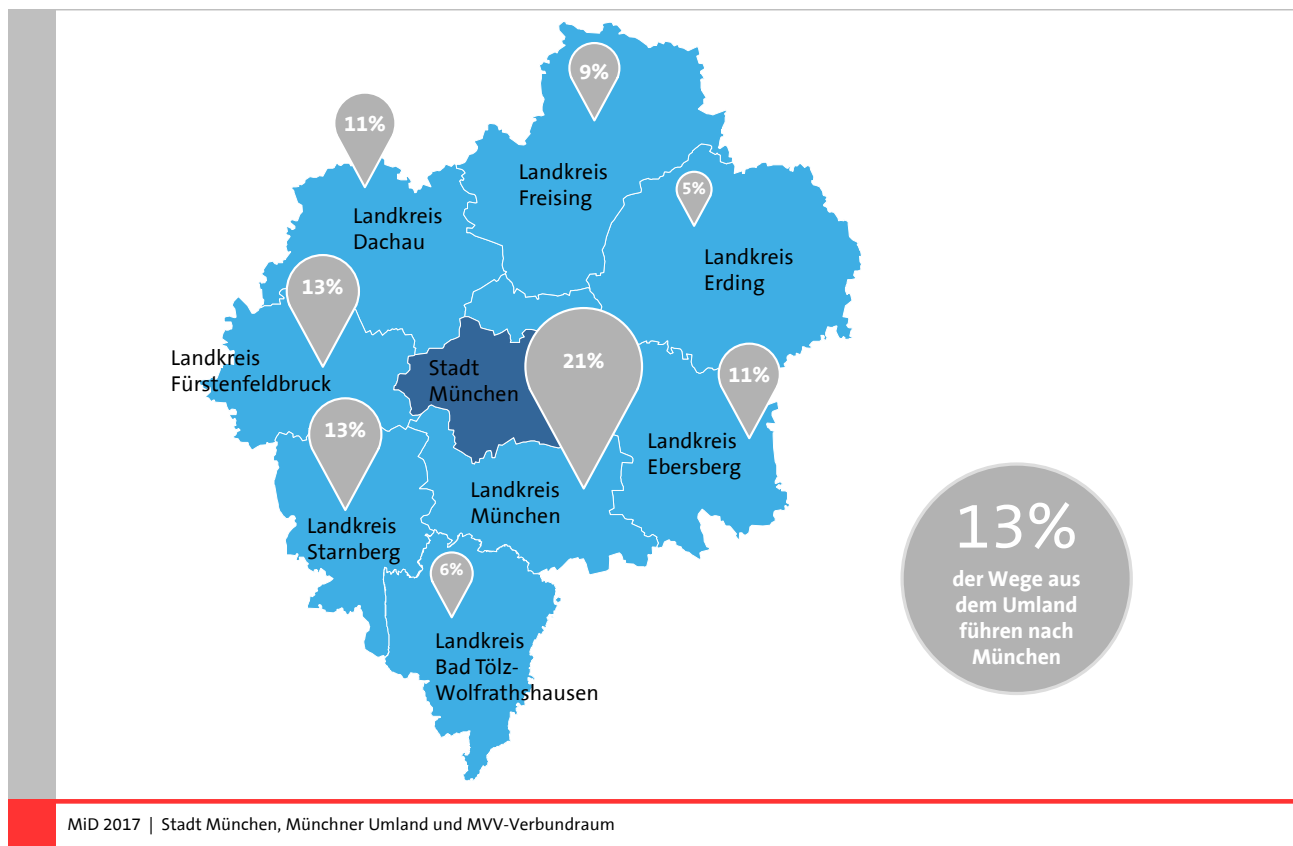 9%
11%
Landkreis
Freising
5%
Landkreis
Dachau
Landkreis
Erding
13%
Landkreis
Fürstenfeldbruck
Stadt
München
21%
11%
13%
Landkreis
Ebersberg
Landkreis
München
Landkreis
Starnberg
6%
Landkreis
Bad Tölz-
Wolfrathshausen
13%
der Wege aus
dem Umland
führen nach
München
MiD 2017 | Stadt München, Münchner Umland und MVV-Verbundraum